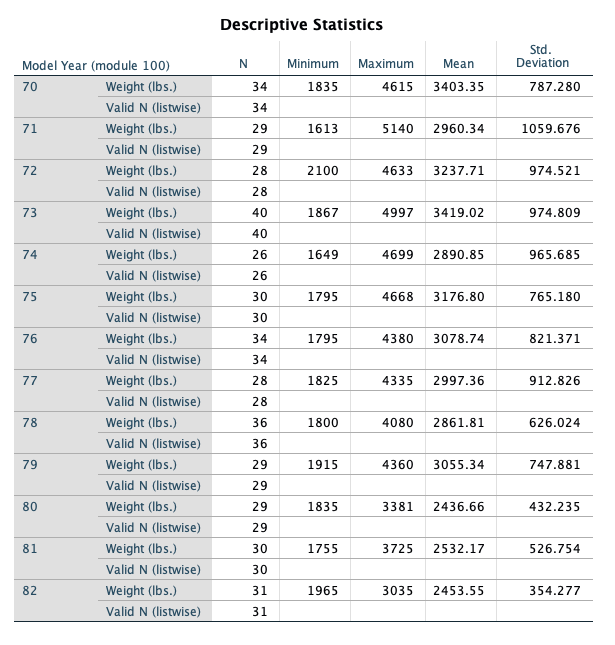 Descriptive Statistics
Model Year (module 100) N Minimum Maximum Mean Std. Deviation
70 Weight (lbs.) 34 1835 4615 3403.35 787.280
Valid N (listwise) 34
71 Weight (lbs.) 29 1613 5140 2960.34 1059.676
Valid N (listwise) 29
72 Weight (lbs.) 28 2100 4633 3237.71 974.521
Valid N (listwise) 28
73 Weight (lbs.) 40 1867 4997 3419.02 974.809
Valid N (listwise) 40
74 Weight (lbs.) 26 1649 4699 2890.85 965.685
Valid N (listwise) 26
75 Weight (lbs.) 30 1795 4668 3176.80 765.180
Valid N (listwise) 30
76 Weight (lbs.) 34 1795 4380 3078.74 821.371
Valid N (listwise) 34
77 Weight (lbs.) 28 1825 4335 2997.36 912.826
Valid N (listwise) 28
78 Weight (lbs.) 36 1800 4080 2861.81 626.024
Valid N (listwise) 36
79 Weight (lbs.) 29 1915 4360 3055.34 747.881
Valid N (listwise) 29
80 Weight (lbs.) 29 1835 3381 2436.66 432.235
Valid N (listwise) 29
81 Weight (lbs.) 30 1755 3725 2532.17 526.754
Valid N (listwise) 30
82 Weight (lbs.) 31 1965 3035 2453.55 354.277
Valid N (listwise) 31